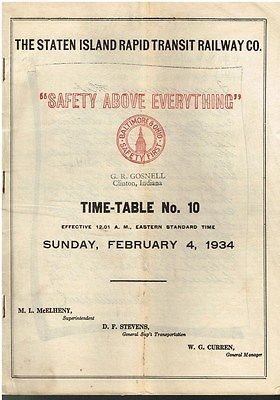 THE STATEN ISLAND RAPID TRANSIT RAILWAY CO.
"SAFETY ABOVE EVERYTHING"
BALTIMORE & OHIO
SAFETY FIRST
G. R. GOSNELL
Clinton, Indiana
TIME-TABLE No. 10
EFFECTIVE 12.01 A. M., EASTERN STANDARD TIME
SUNDAY, FEBRUARY 4, 1934
M. L. McELHENY,
Superintendent
D. F. STEVENS,
General Sup't Transportation
W. G. CURREN,
General Manager